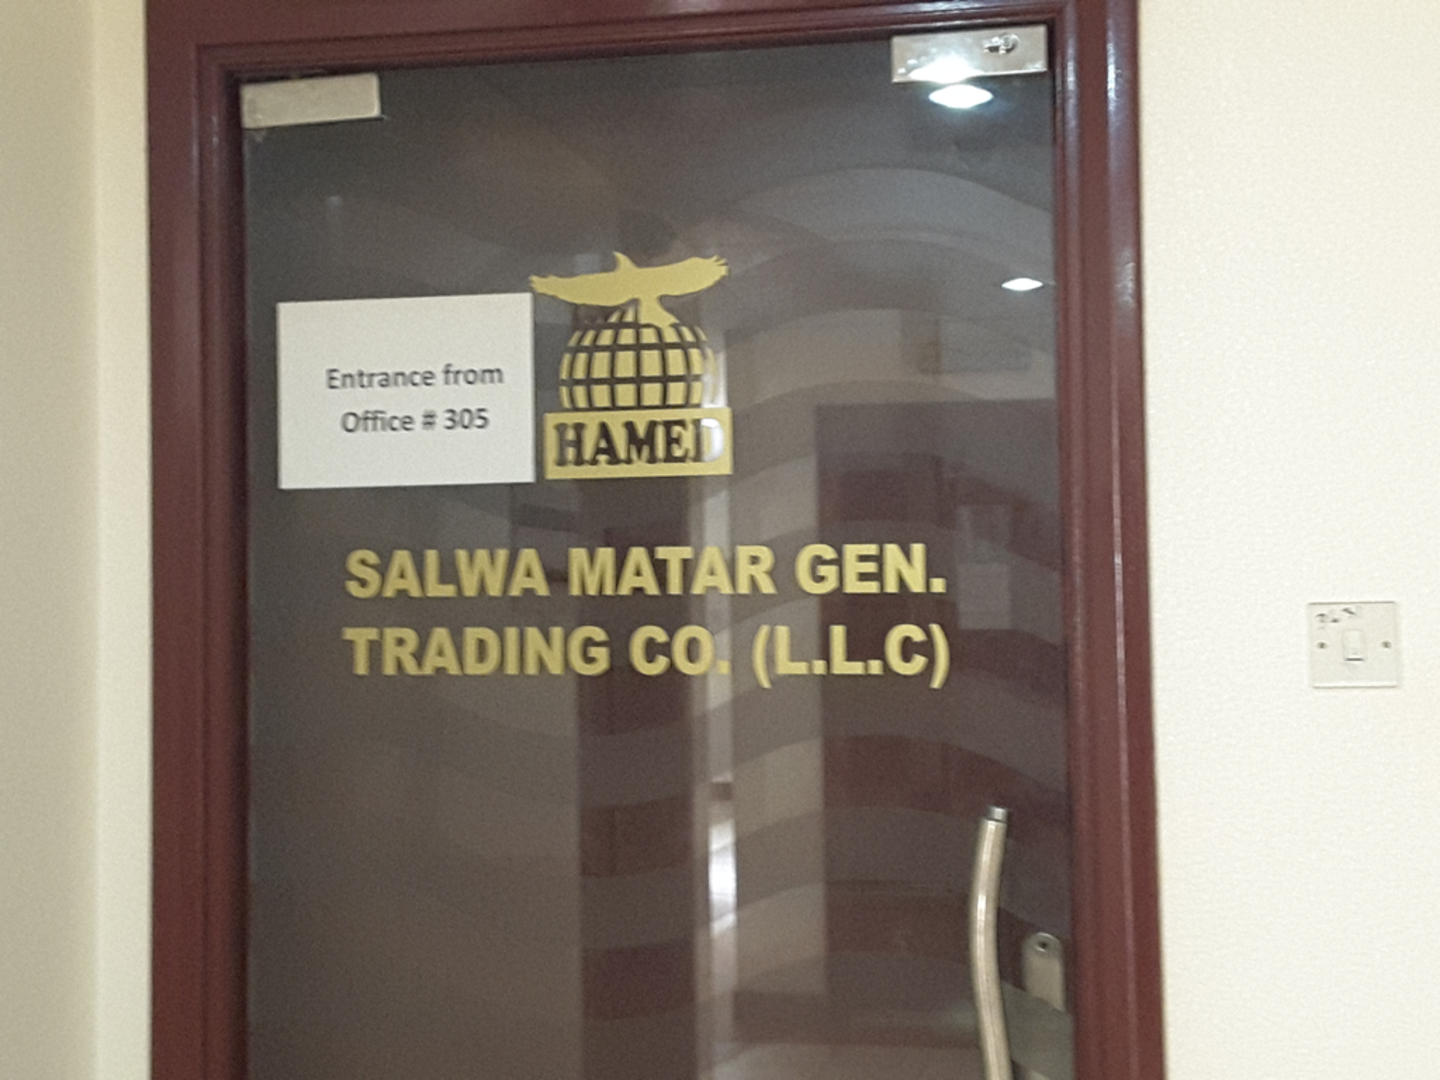 Entrance from
Office # 305
HAMED
SALWA MATAR GEN.
TRADING CO. (L.L.C)